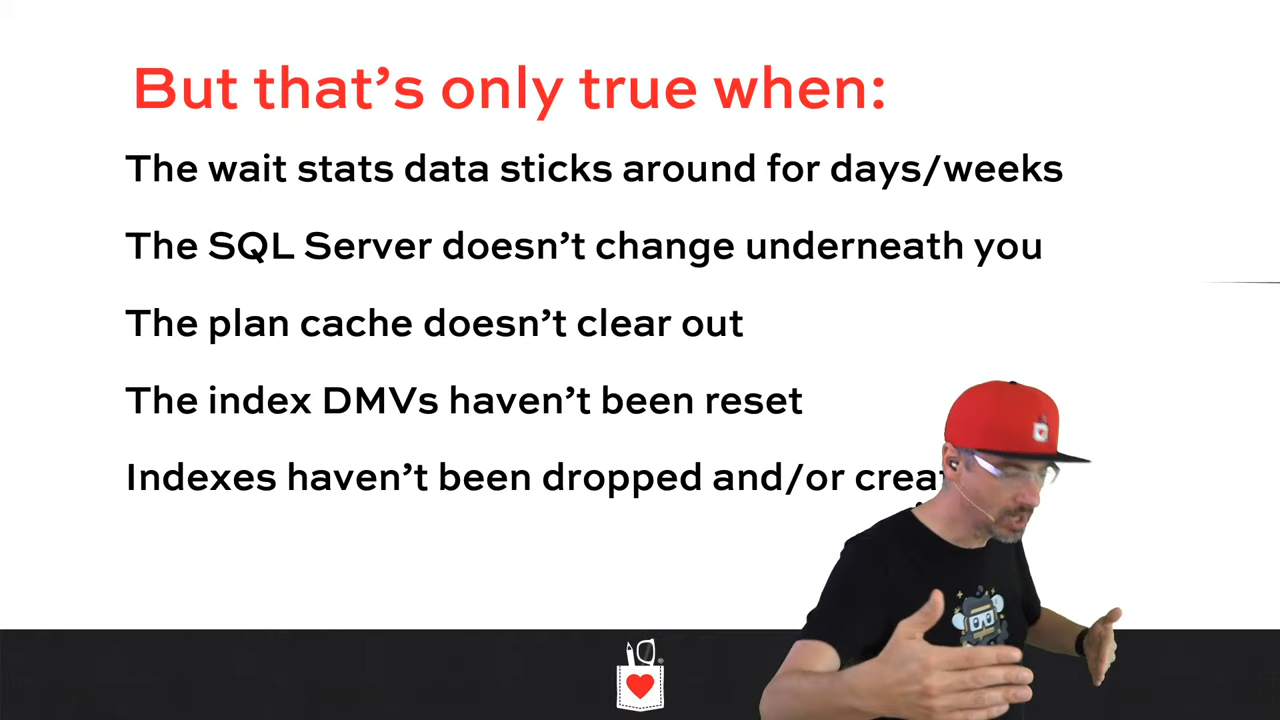 But that’s only true when:
The wait stats data sticks around for days/weeks
The SQL Server doesn’t change underneath you
The plan cache doesn’t clear out
The index DMVs haven’t been reset
Indexes haven’t been dropped and/or